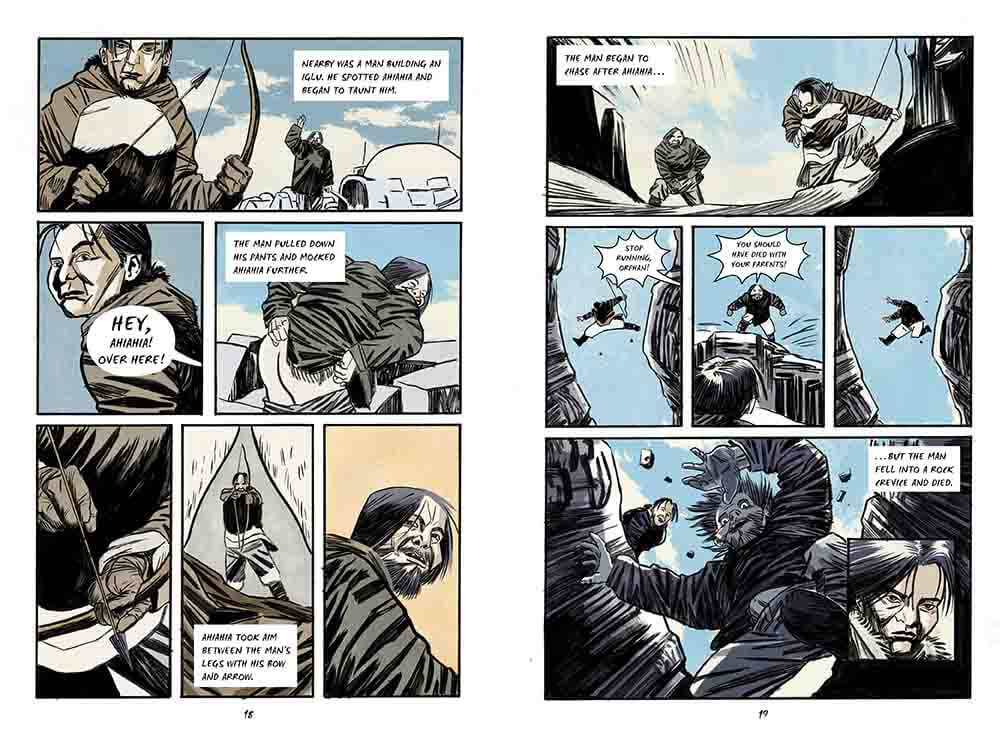 NEARBY WAS A MAN BUILDING AN
IGLU. HE SPOTTED AHIAHIA AND
BEGAN TO TAUNT HIM.
HEY,
AHIAHIA!
OVER HERE!
THE MAN PULLED DOWN
HIS PANTS AND MOCKED
AHIAHIA FURTHER.
AHIAHIA TOOK AIM
BETWEEN THE MAN'S
LEGS WITH HIS BOW
AND ARROW.
18
THE MAN BEGAN TO
CHASE AFTER AHIAHIA...
STOP
RUNNING,
ORPHAN!
YOU SHOULD
HAVE DIED WITH
YOUR PARENTS!
...BUT THE MAN
FELL INTO A ROCK
CREVICE AND DIED.
19